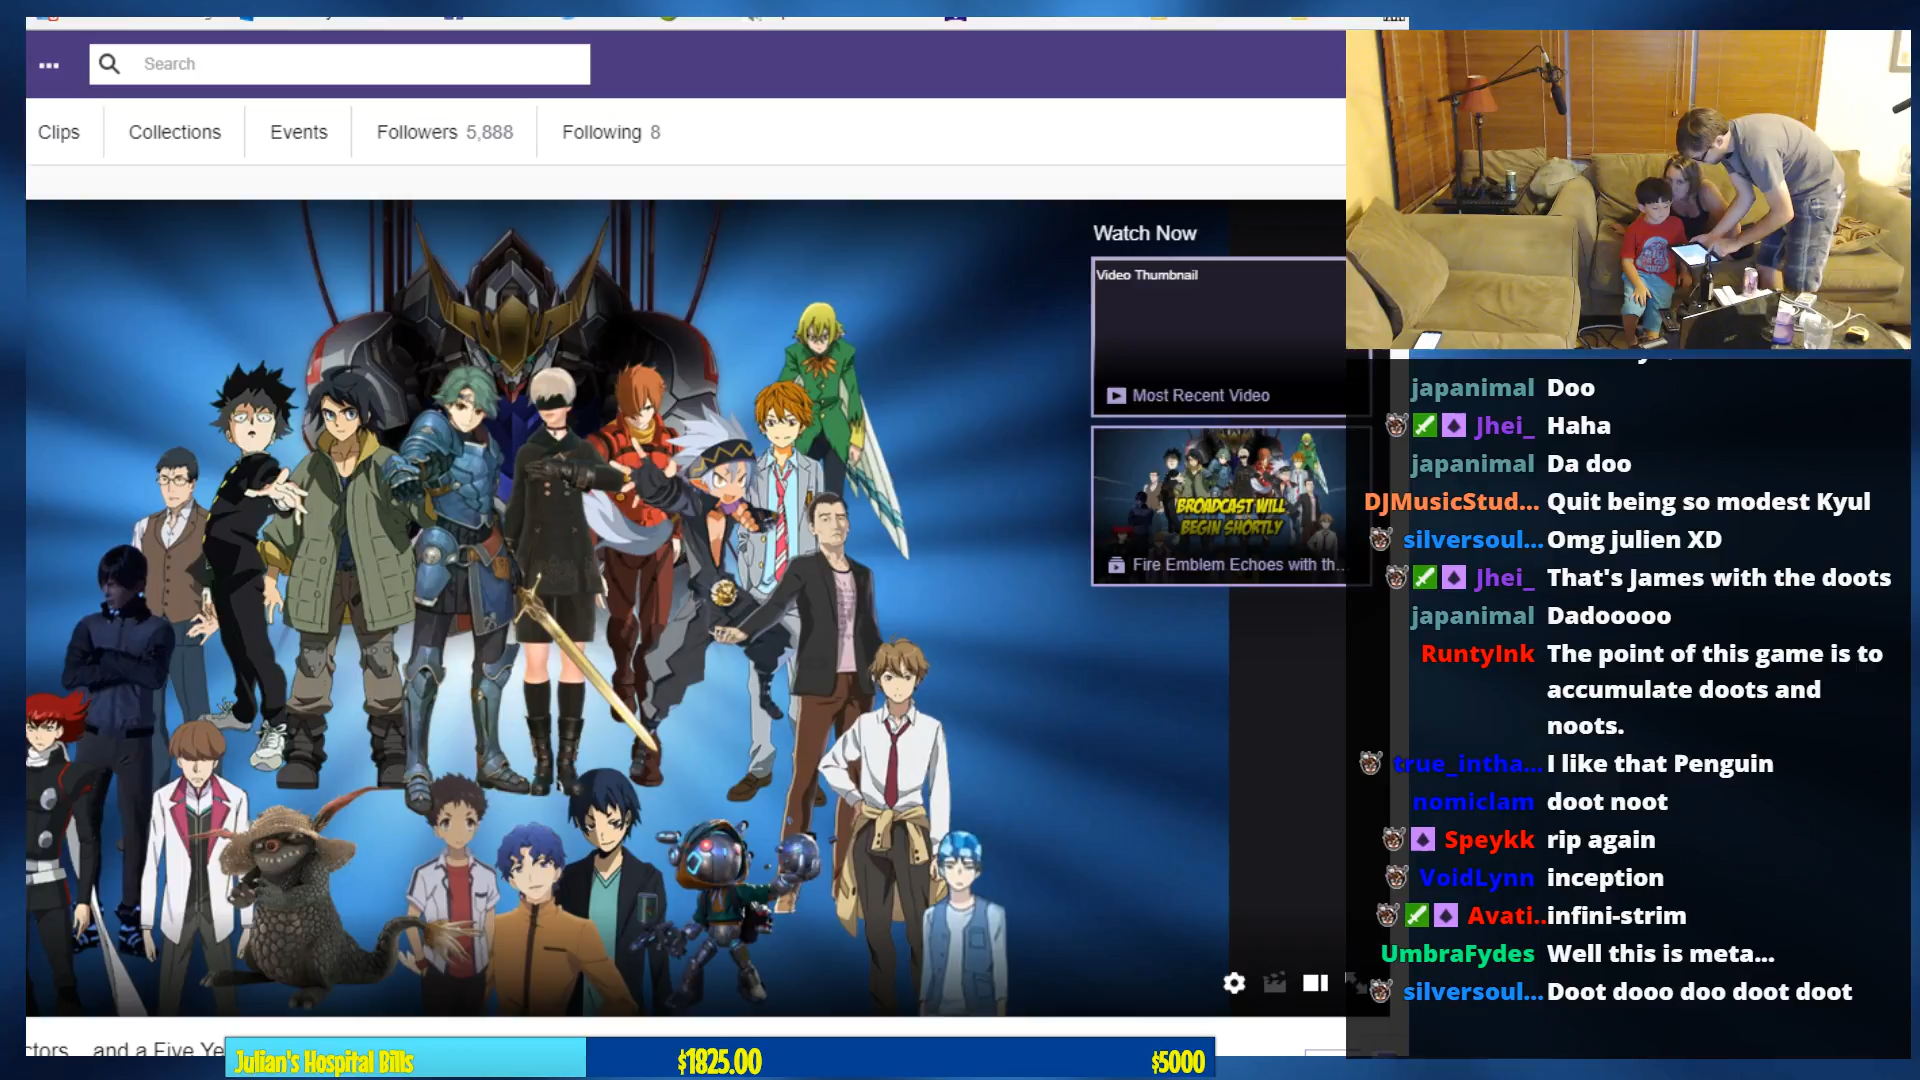 Search
Clips
Collections
Events
Followers 5,888
Following 8
Watch Now
Video Thumbnail
Most Recent Video
BROADCAST WILL
BEGIN SHORTLY
Fire Emblem Echoes with th...
japanimal Doo
Jhei_ Haha
japanimal Da doo
DJMusicStud... Quit being so modest Kyul
silversoul... Omg julien XD
Jhei_ That's James with the doots
japanimal Dadooooo
RuntyInk The point of this game is to
accumulate doots and
noots.
true_intha... I like that Penguin
nomiclam doot noot
Speykk rip again
VoidLynn inception
Avati.. infini-strim
UmbraFydes Well this is meta...
silversoul... Doot dooo doo doot doot
ctors... and a Five Ye
Julian's Hospital Bills
$1825.00
$5000